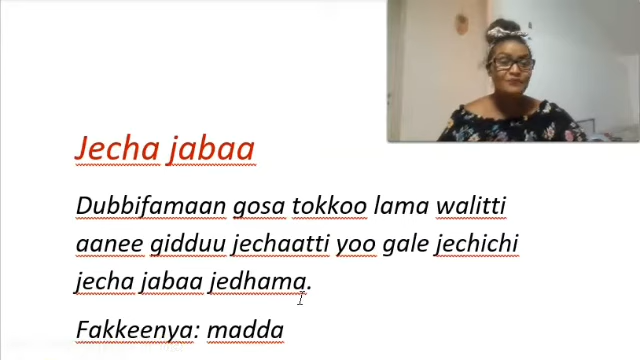 Jecha jabaa
Dubbifamaan gosa tokkoo lama walitti
aanee gidduu jechaatti yoo gale jechichi
jecha jabaa jedhama.
Fakkeenya: madda